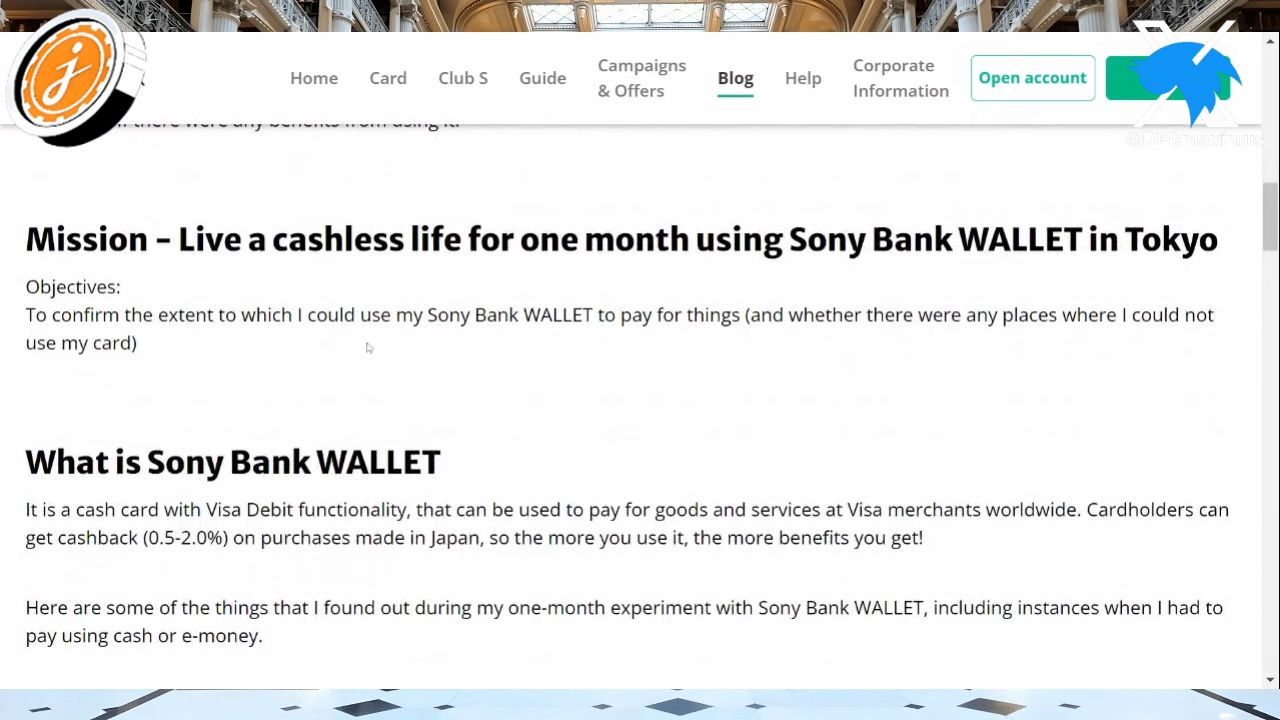 Home
Card
Club S
Guide
Campaigns
& Offers
Blog
Help
Corporate
Information
Open account
there were any benefits from using it.
Mission – Live a cashless life for one month using Sony Bank WALLET in Tokyo
Objectives:
To confirm the extent to which I could use my Sony Bank WALLET to pay for things (and whether there were any places where I could not
use my card)
What is Sony Bank WALLET
It is a cash card with Visa Debit functionality, that can be used to pay for goods and services at Visa merchants worldwide. Cardholders can
get cashback (0.5-2.0%) on purchases made in Japan, so the more you use it, the more benefits you get!
Here are some of the things that I found out during my one-month experiment with Sony Bank WALLET, including instances when I had to
pay using cash or e-money.